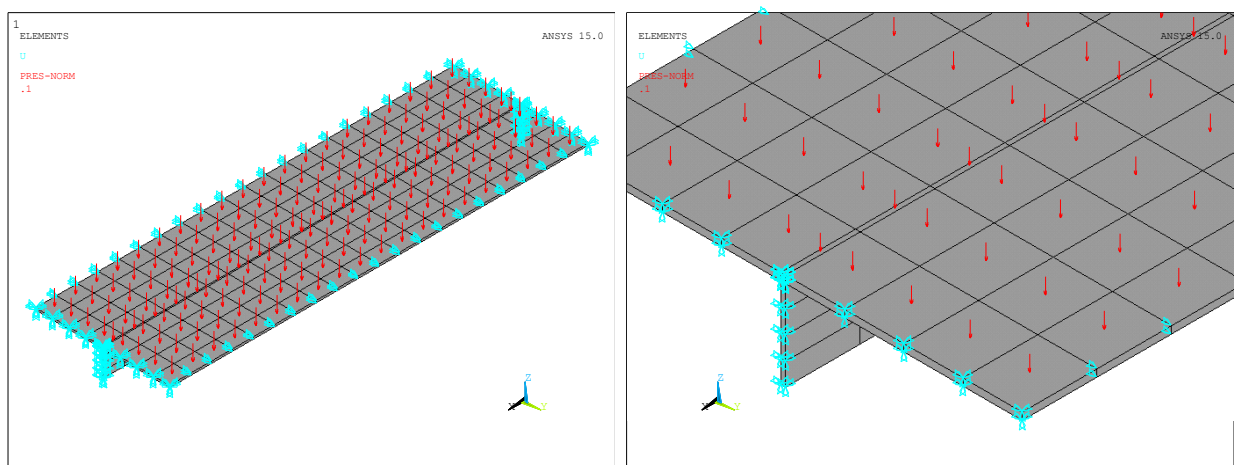 1
ELEMENTS
ANSYS 15.0
U
PRES-NORM
.1
Z
X
Y
ELEMENTS
ANSYS 15.0
U
PRES-NORM
.1
Z
X
Y